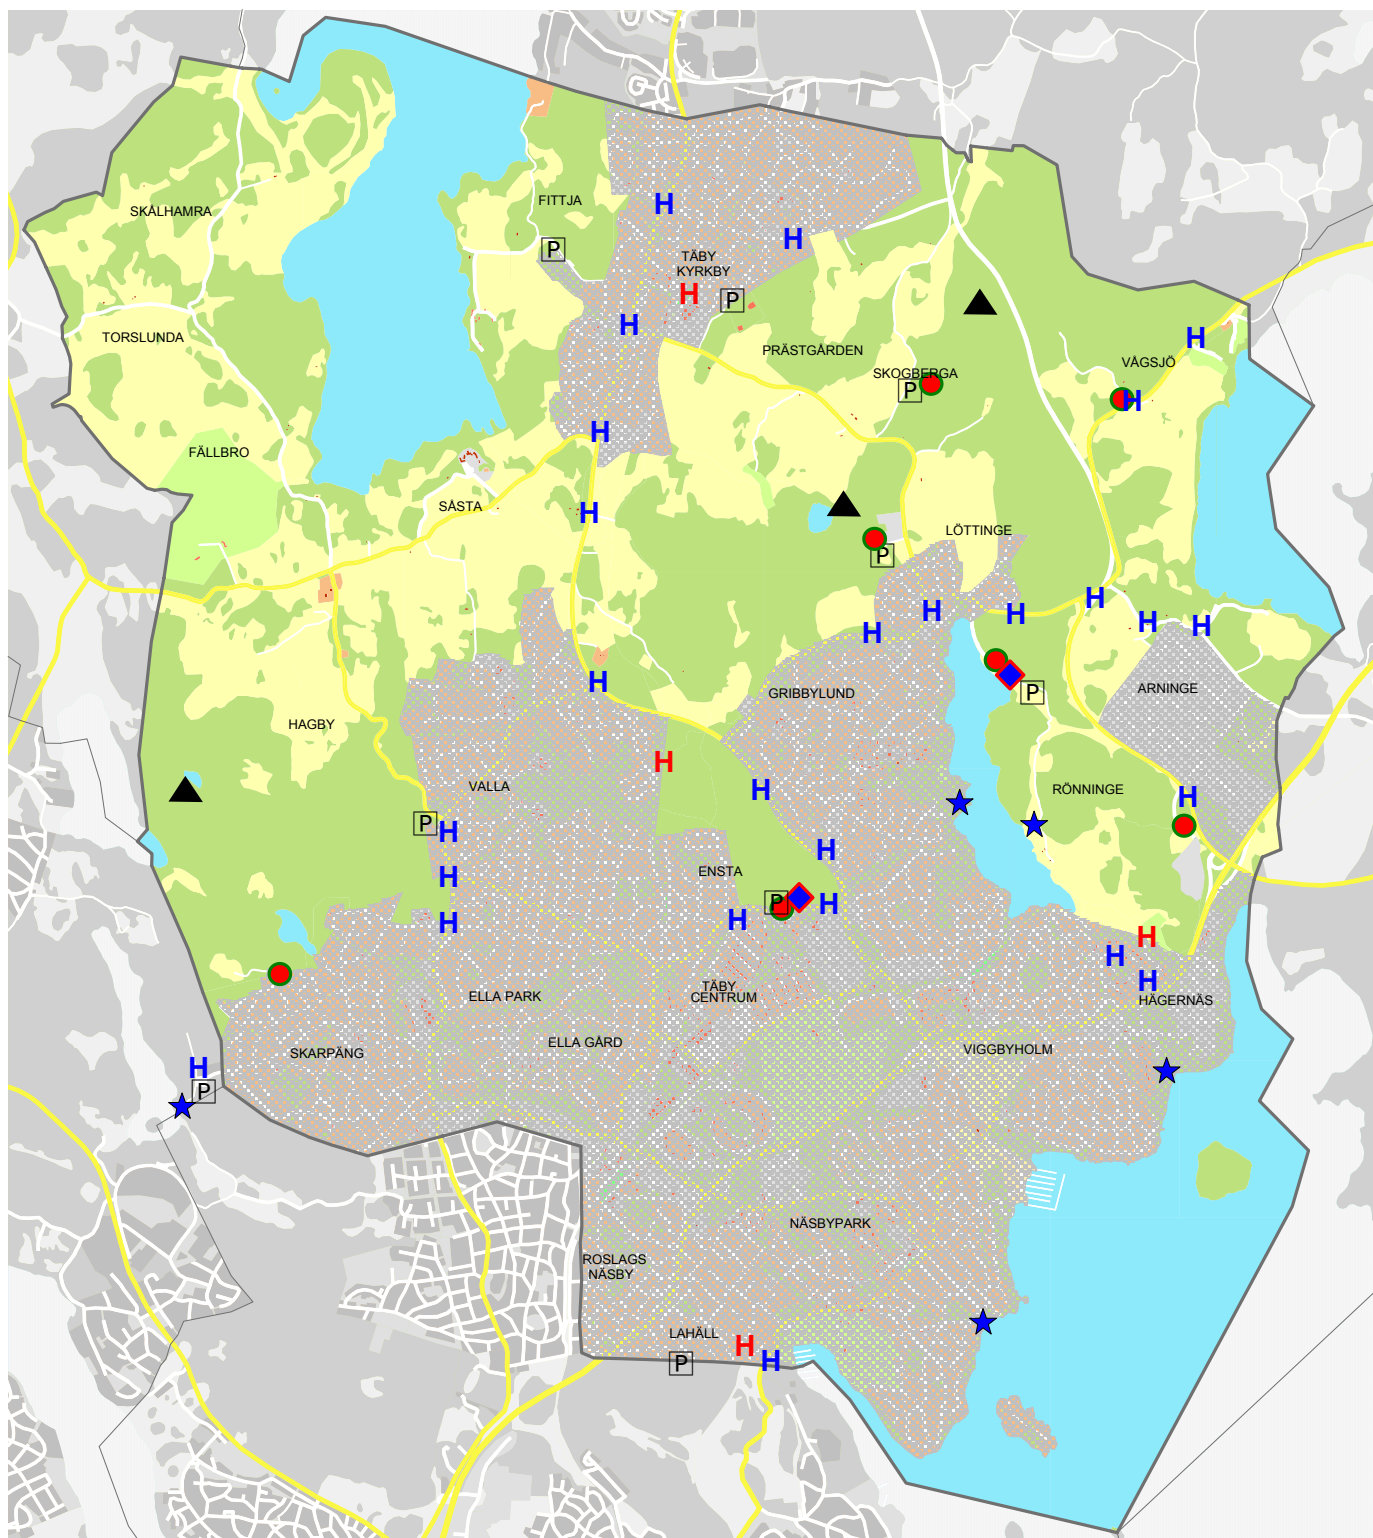 FITTJA
H
SKÅLHAMRA
H
P
TÄBY
KYRKBY
H
P
H
TORSLUNDA
PRÄSTGÅRDEN
H
VÅGSJÖ
SKOGBERGA
P
H
H
FÄLLBRO
SÅSTA
H
LÖTTINGE
P
H
H
H
H
H
H
H
GRIBBYLUND
P
ARNINGE
HAGBY
H
VALLA
H
RÖNNINGE
H
P
H
H
ENSTA
H
P
H
H
H
H
H
H
TÄBY
CENTRUM
ELLA PARK
HÄGERNÄS
ELLA GÅRD
SKARPÄNG
VIGGBYHOLM
H
P
NÄSBYPARK
ROSLAGS
NÄSBY
LAHÄLL
H
H
P